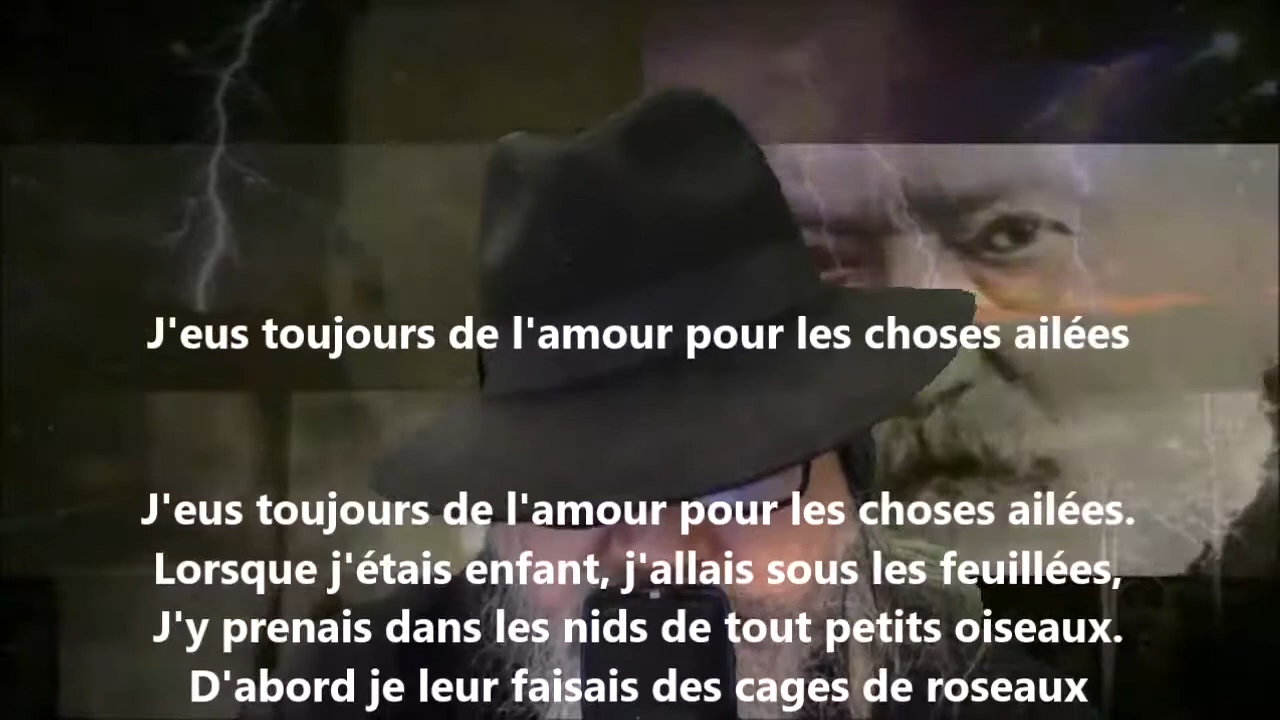 J'eus toujours de l'amour pour les choses ailées
J'eus toujours de l'amour pour les choses ailées.
Lorsque j'étais enfant, j'allais sous les feuillées,
J'y prenais dans les nids de tout petits oiseaux.
D'abord je leur faisais des cages de roseaux